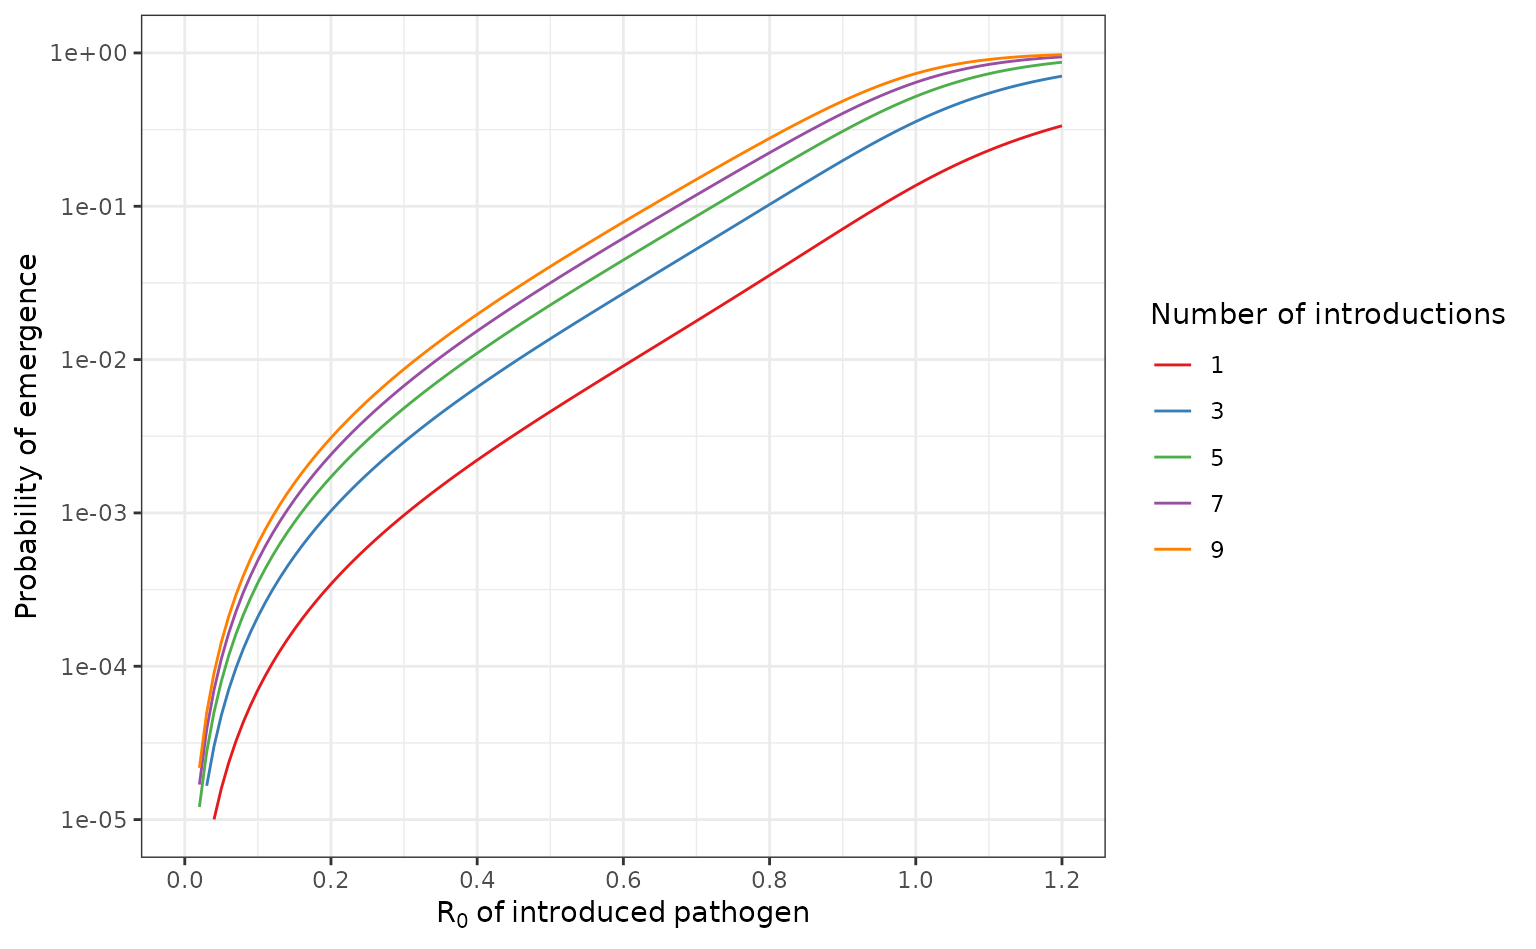 1e+00
1e-01
1e-02
1e-03
1e-04
1e-05
Probability of emergence
0.0 0.2 0.4 0.6 0.8 1.0 1.2
R0 of introduced pathogen
Number of introductions
1
3
5
7
9